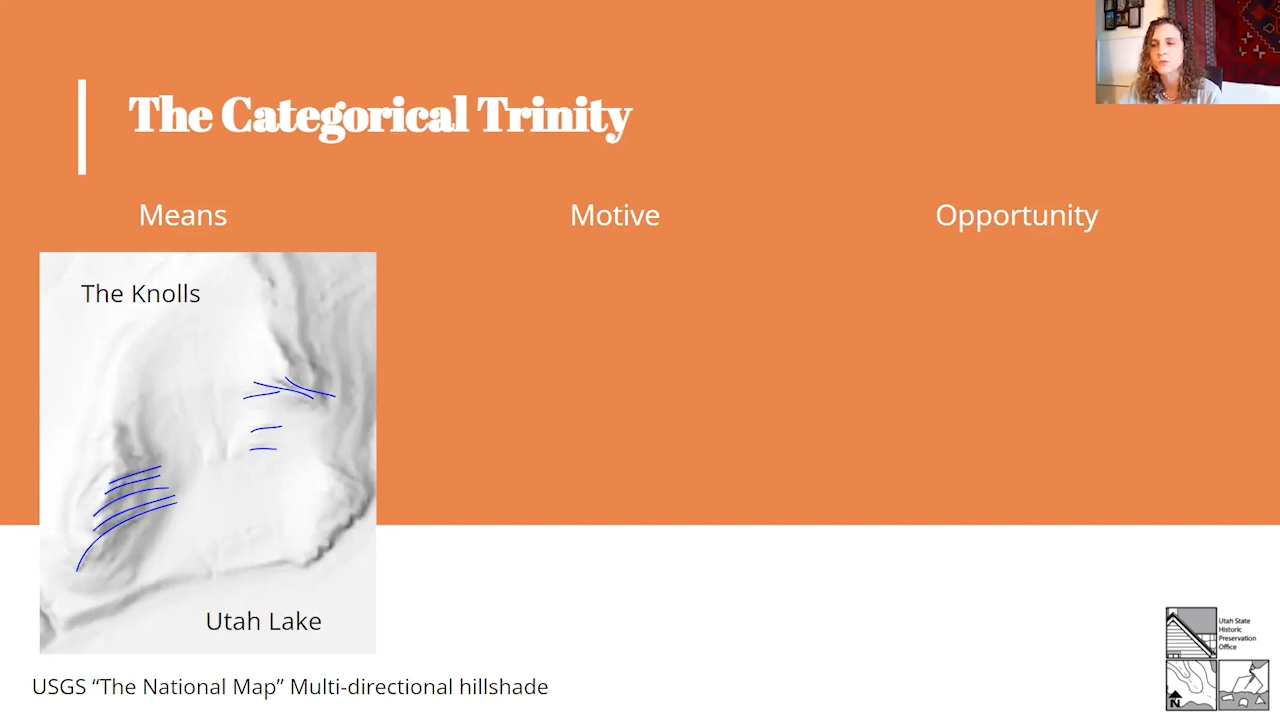 The Categorical Trinity
Means
Motive
Opportunity
The Knolls
Utah Lake
USGS “The National Map” Multi-directional hillshade
Utah State
Historic
Preservation
Office
N